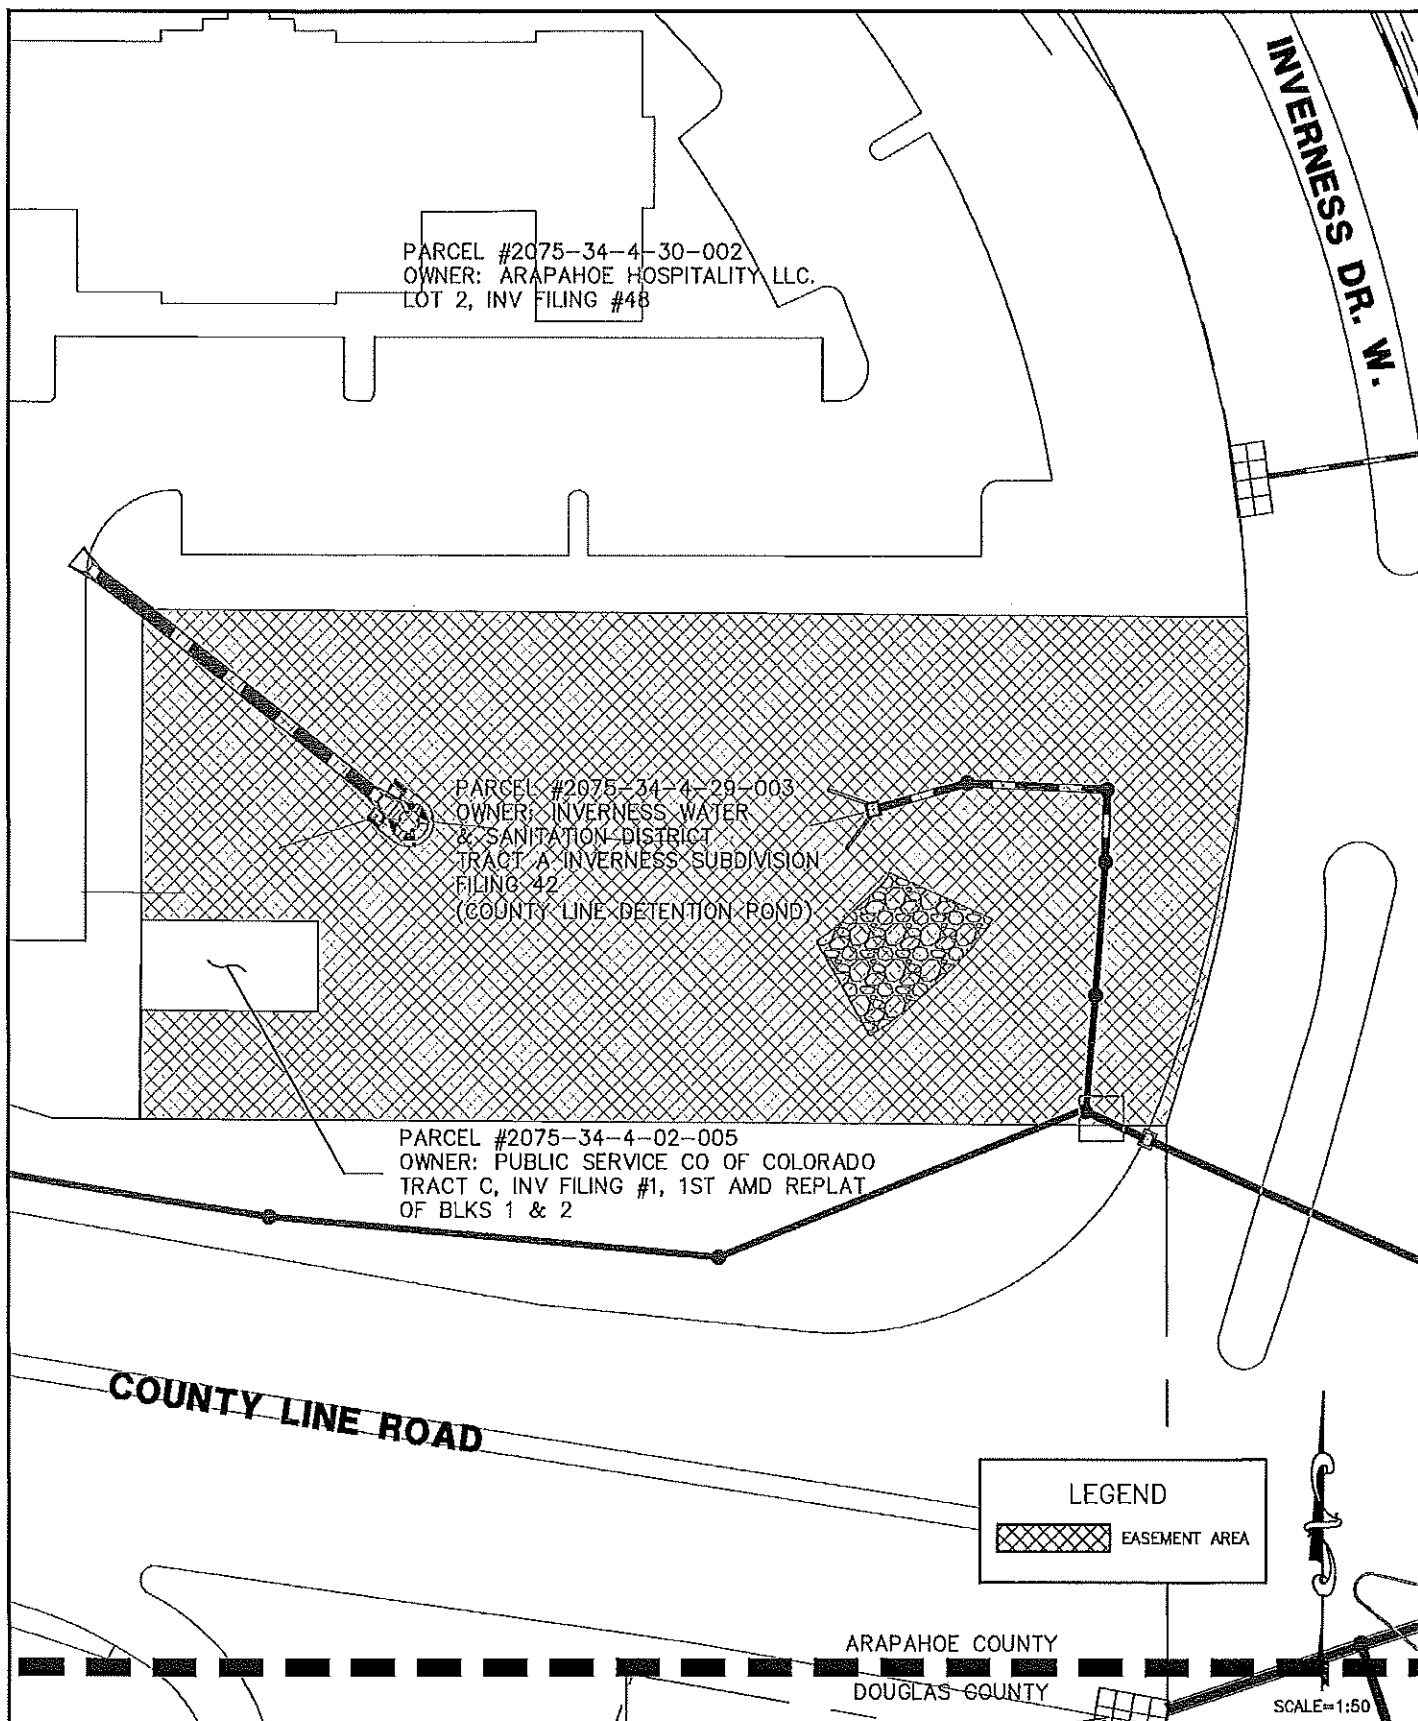 INVERNESS DR. W.
PARCEL #2075-34-4-30-002
OWNER: ARAPAHOE HOSPITALITY LLC.
LOT 2, INV FILING #48
PARCEL #2075-34-4-29-003
OWNER: INVERNESS WATER
& SANITATION DISTRICT
TRACT A INVERNESS SUBDIVISION
FILING 42
(COUNTY LINE DETENTION POND)
PARCEL #2075-34-4-02-005
OWNER: PUBLIC SERVICE CO OF COLORADO
TRACT C, INV FILING #1, 1ST AMD REPLAT
OF BLKS 1 & 2
COUNTY LINE ROAD
LEGEND
EASEMENT AREA
ARAPAHOE COUNTY
DOUGLAS COUNTY
SCALE=1:50